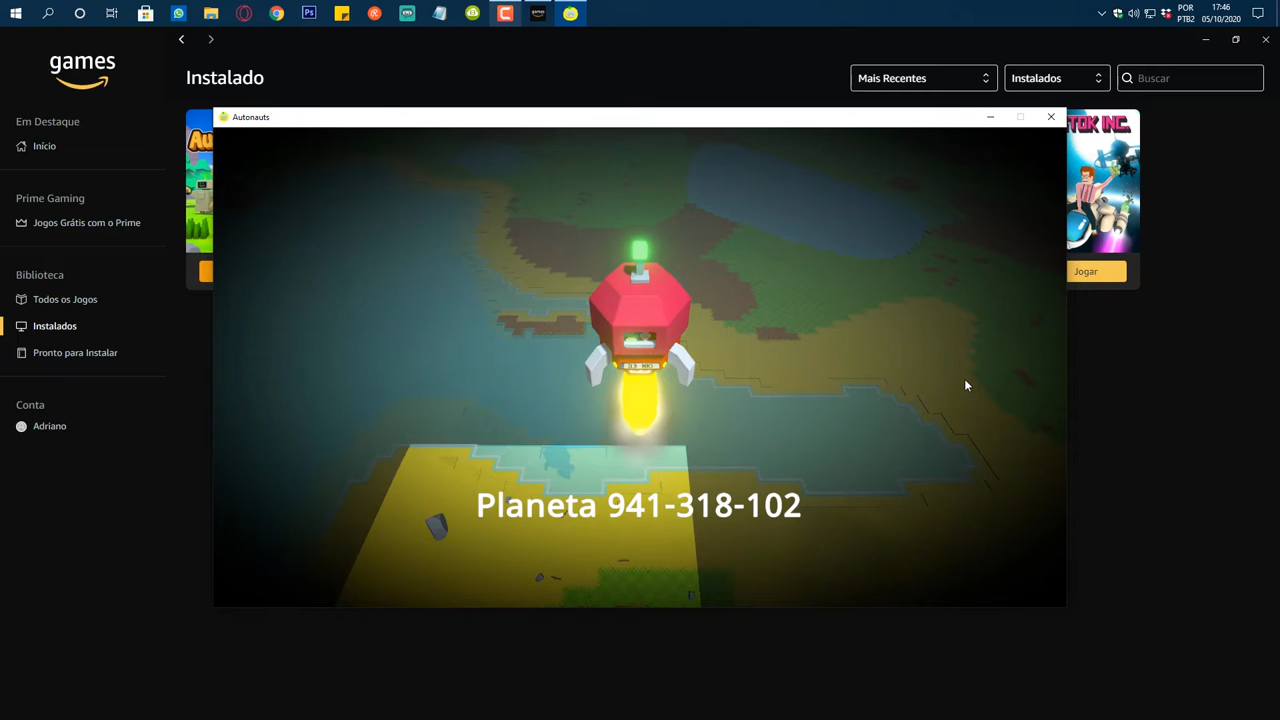 POR
PTB2
17:46
05/10/2020
games
Em Destaque
Início
Prime Gaming
Jogos Grátis com o Prime
Biblioteca
Todos os Jogos
Instalados
Pronto para Instalar
Conta
Adriano
Instalado
Mais Recentes
Instalados
Buscar
Autonauts
Planeta 941-318-102
TOK INC.
Jogar
Ps